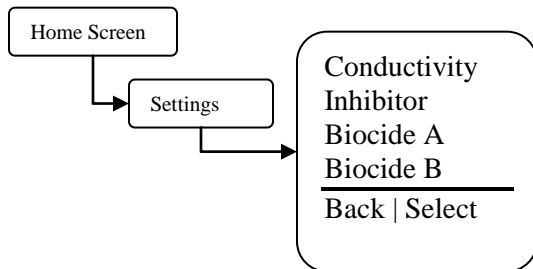 Home Screen
Settings
Conductivity
Inhibitor
Biocide A
Biocide B
Back | Select